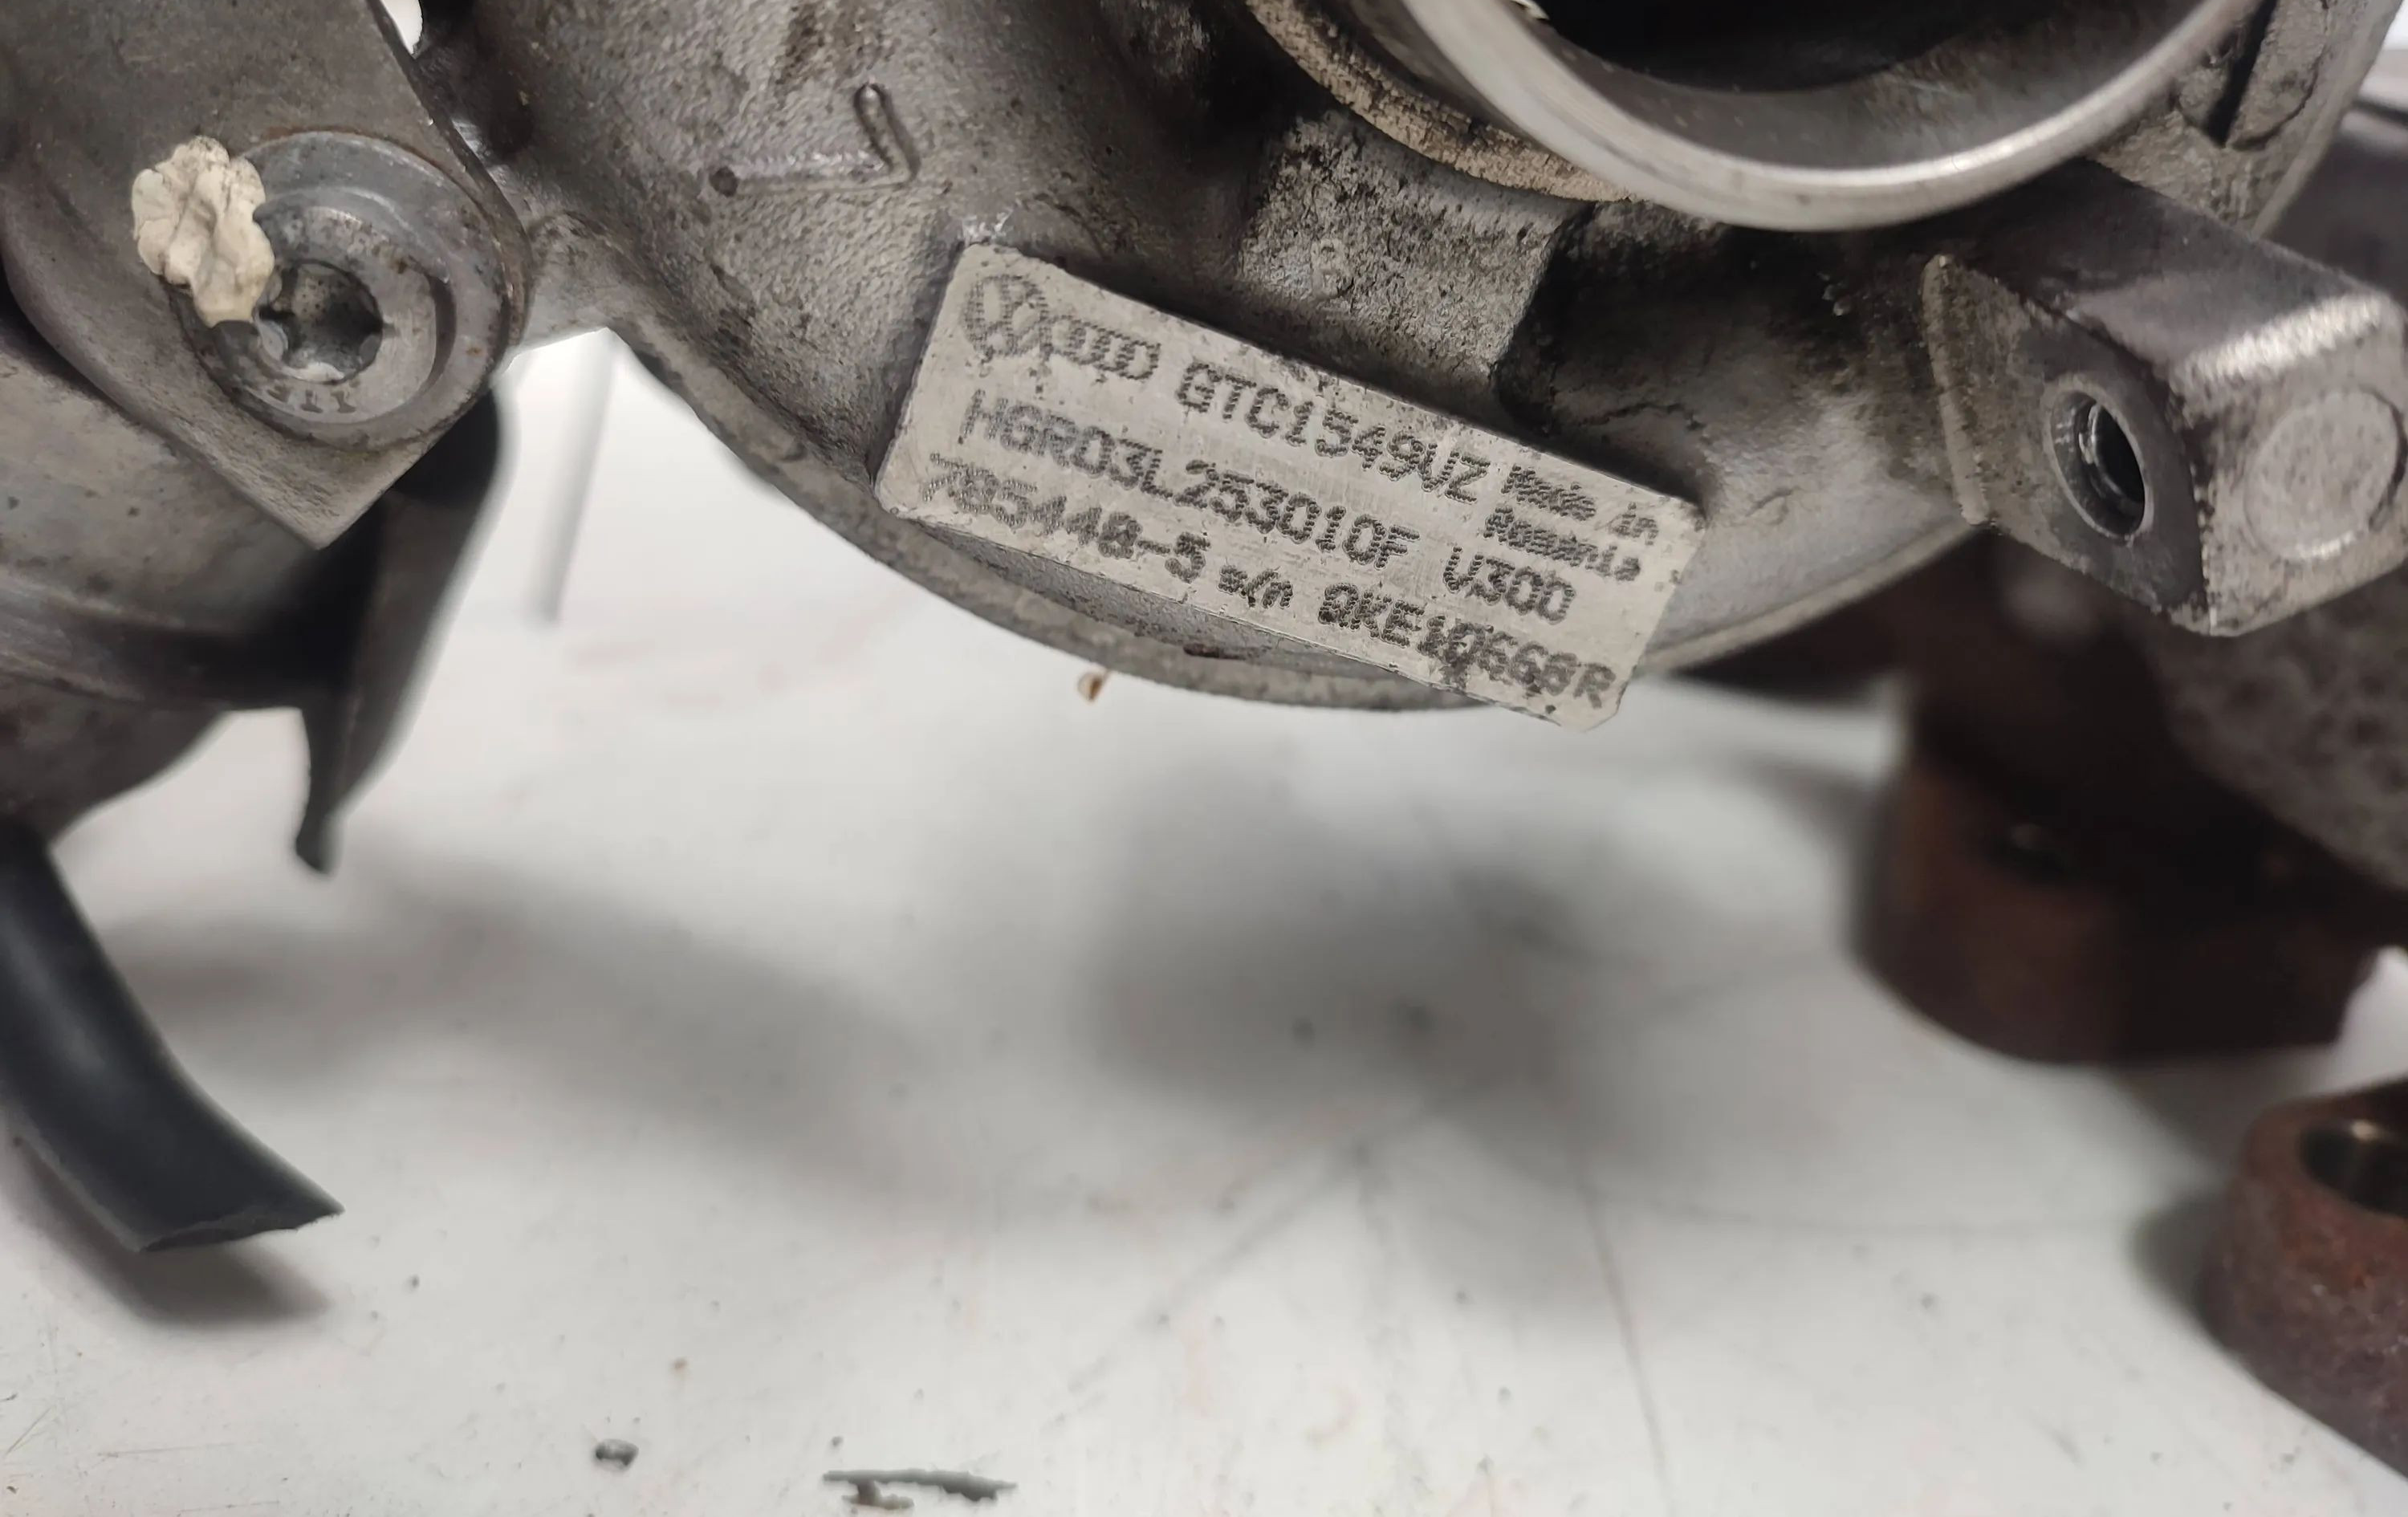 GTC1549VZ Made in
Romania
HGR03L253010F V300
785448-5 s/n